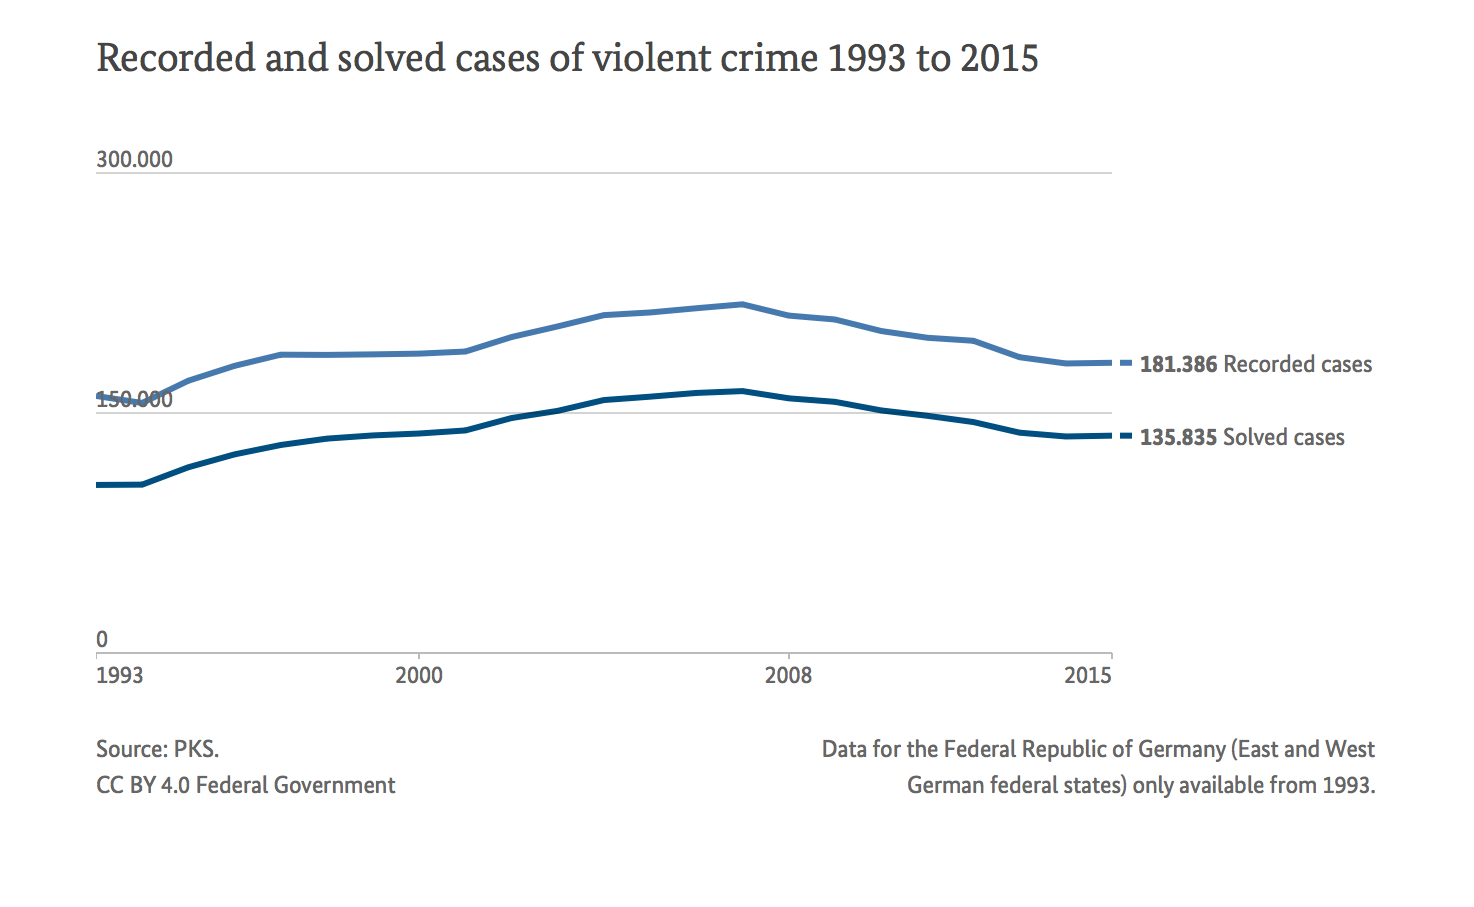 Recorded and solved cases of violent crime 1993 to 2015
300.000
150.000
0
181.386 Recorded cases
135.835 Solved cases
1993 2000 2008 2015
Source: PKS.
CC BY 4.0 Federal Government
Data for the Federal Republic of Germany (East and West
German federal states) only available from 1993.